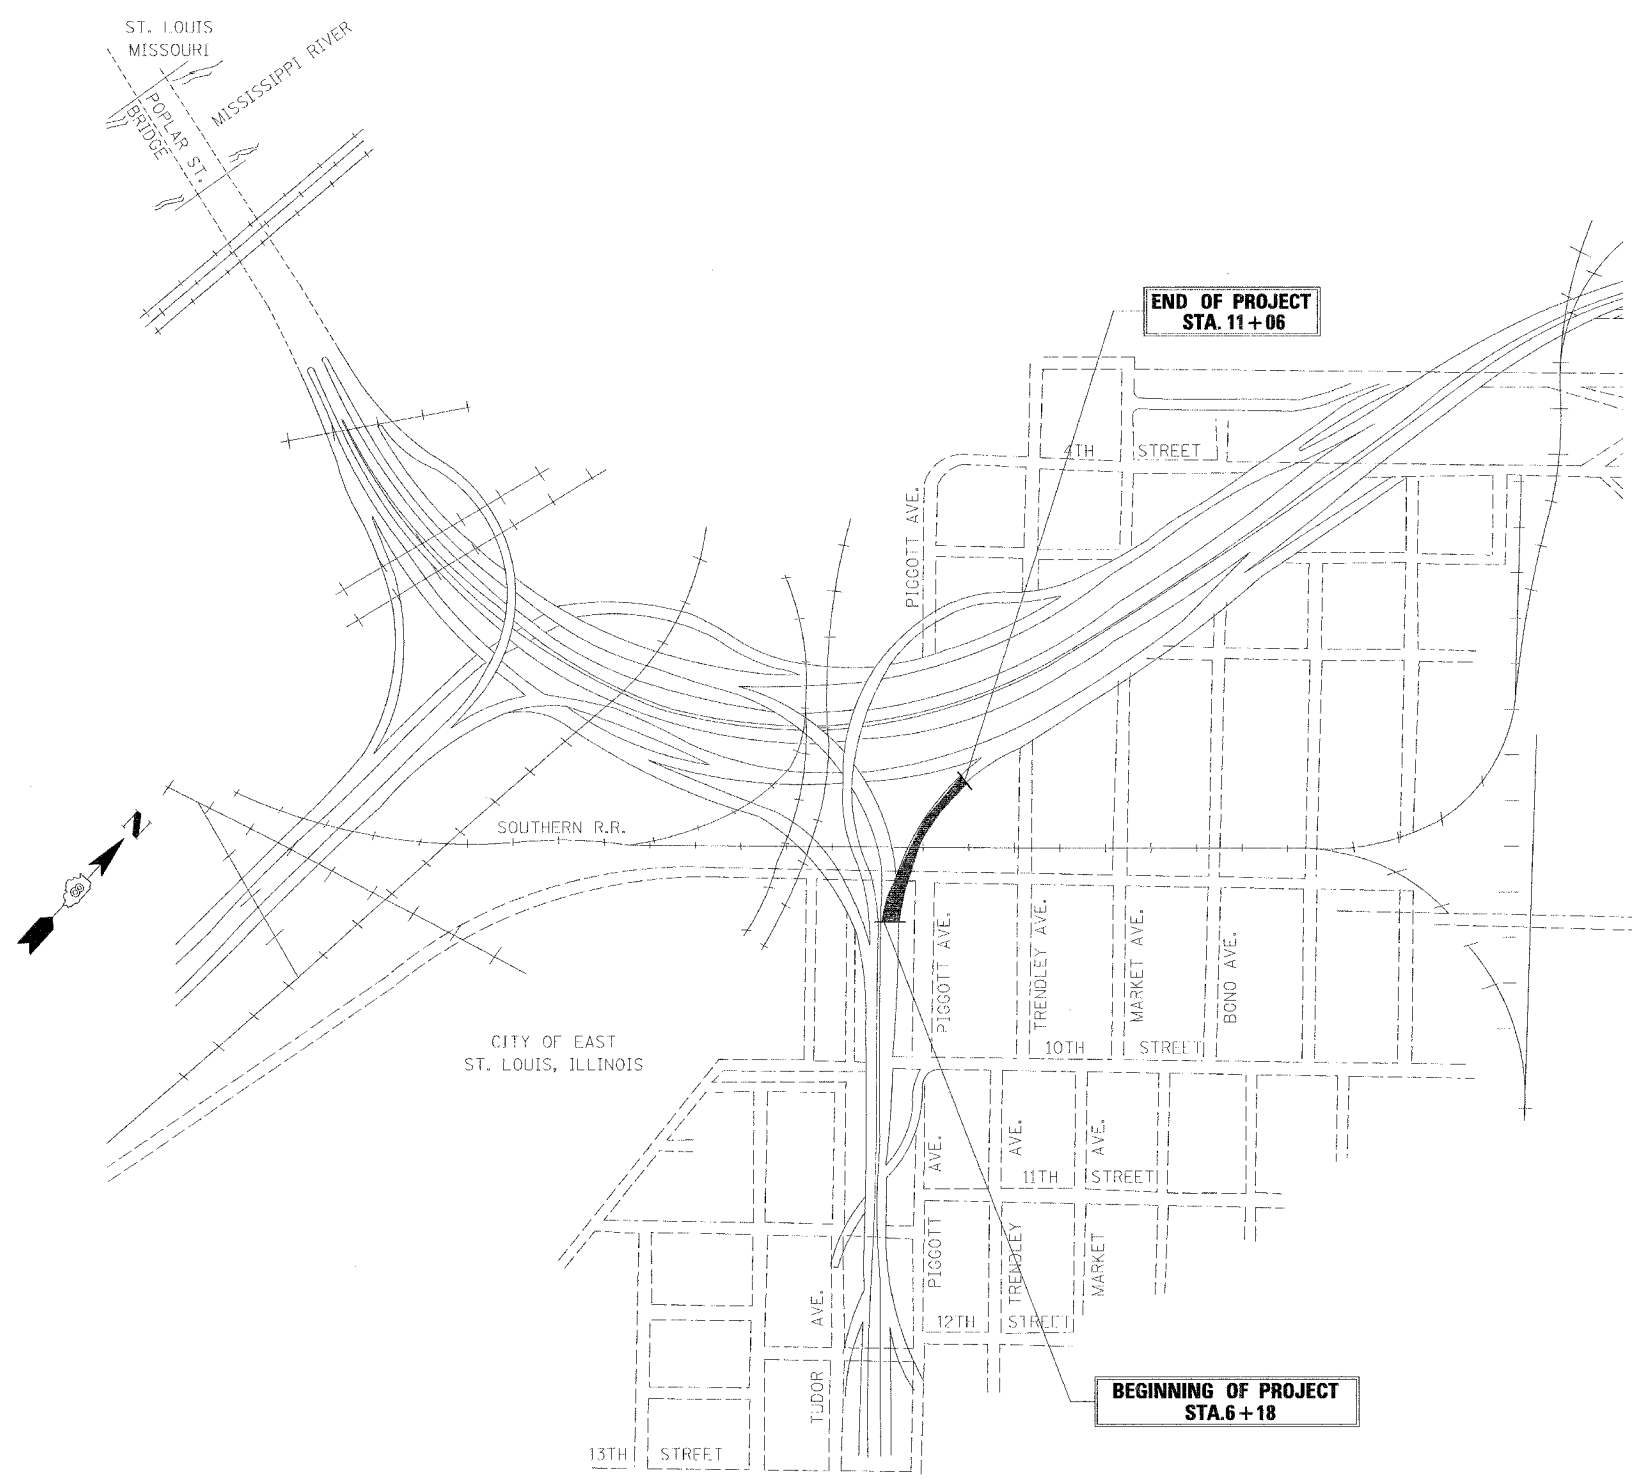 ST. LOUIS
MISSOURI
MISSISSIPPI RIVER
POPLAR ST.
BRIDGE
END OF PROJECT
STA. 11+06
4TH STREET
PIGGOTT AVE.
SOUTHERN R.R.
N
PIGGOTT AVE.
TRENDLEY AVE.
MARKET AVE.
BOND AVE.
CITY OF EAST
ST. LOUIS, ILLINOIS
10TH STREET
PIGGOTT AVE.
TRENDLEY AVE.
MARKET AVE.
11TH STREET
12TH STREET
TUDOR AVE.
13TH STREET
BEGINNING OF PROJECT
STA.6+18